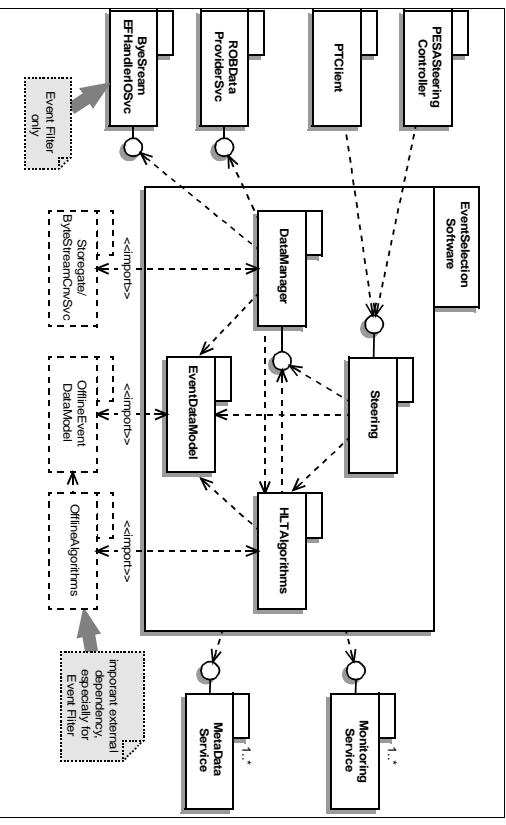 EventSelection
Software
PESASteering
Controller
1..*
Monitoring
Service
Steering
PTClient
1..*
MetaData
Service
DataManager
HLTAlgorithms
ROBData
ProviderSvc
EventDataModel
ByeSream
EFHandlerIOSvc
<<import>>
<<import>>
<<import>>
imporant external
dependency,
especially for
Event Filter
Storegate/
ByteStreamCnvSvc
OfflineEvent
DataModel
OfflineAlgorithms
Event Filter
only